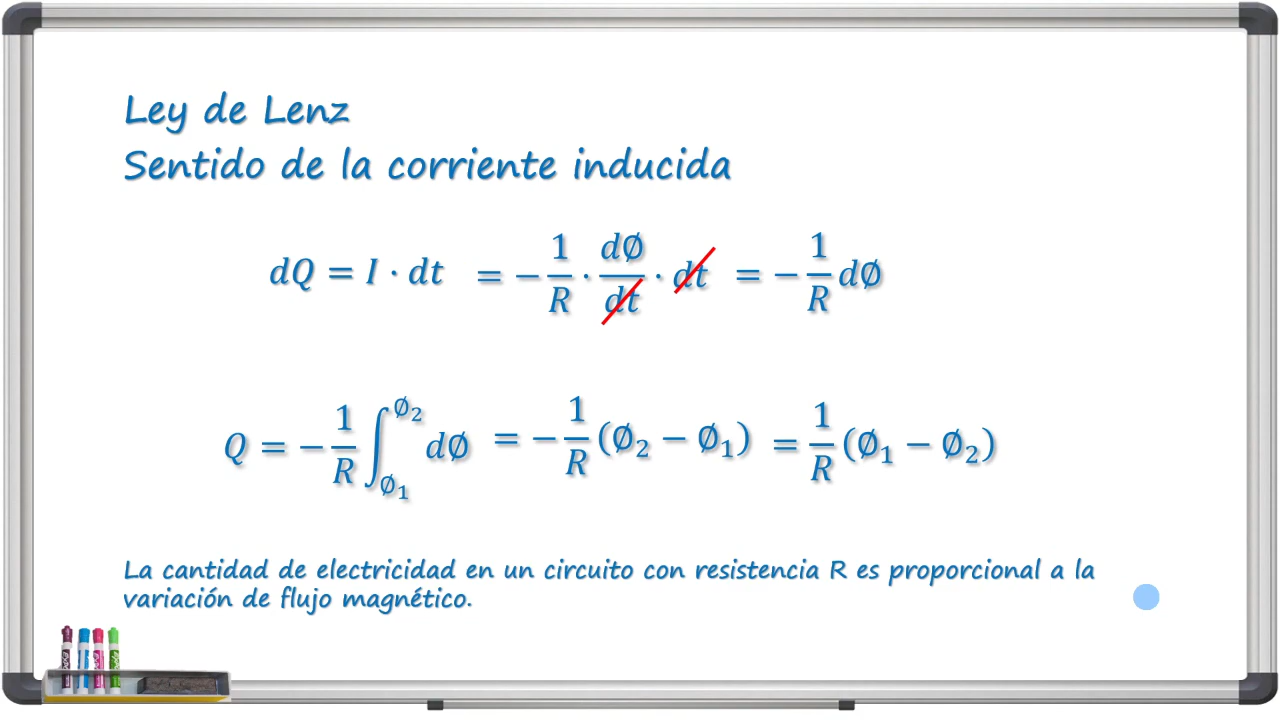 Ley de Lenz
Sentido de la corriente inducida
dQ = I · dt = − 1/R · dØ/dt · dt = − 1/R dØ
Q = − 1/R ∫_{Ø₁}^{Ø₂} dØ = − 1/R (Ø₂ − Ø₁) = 1/R (Ø₁ − Ø₂)
La cantidad de electricidad en un circuito con resistencia R es proporcional a la
variación de flujo magnético.